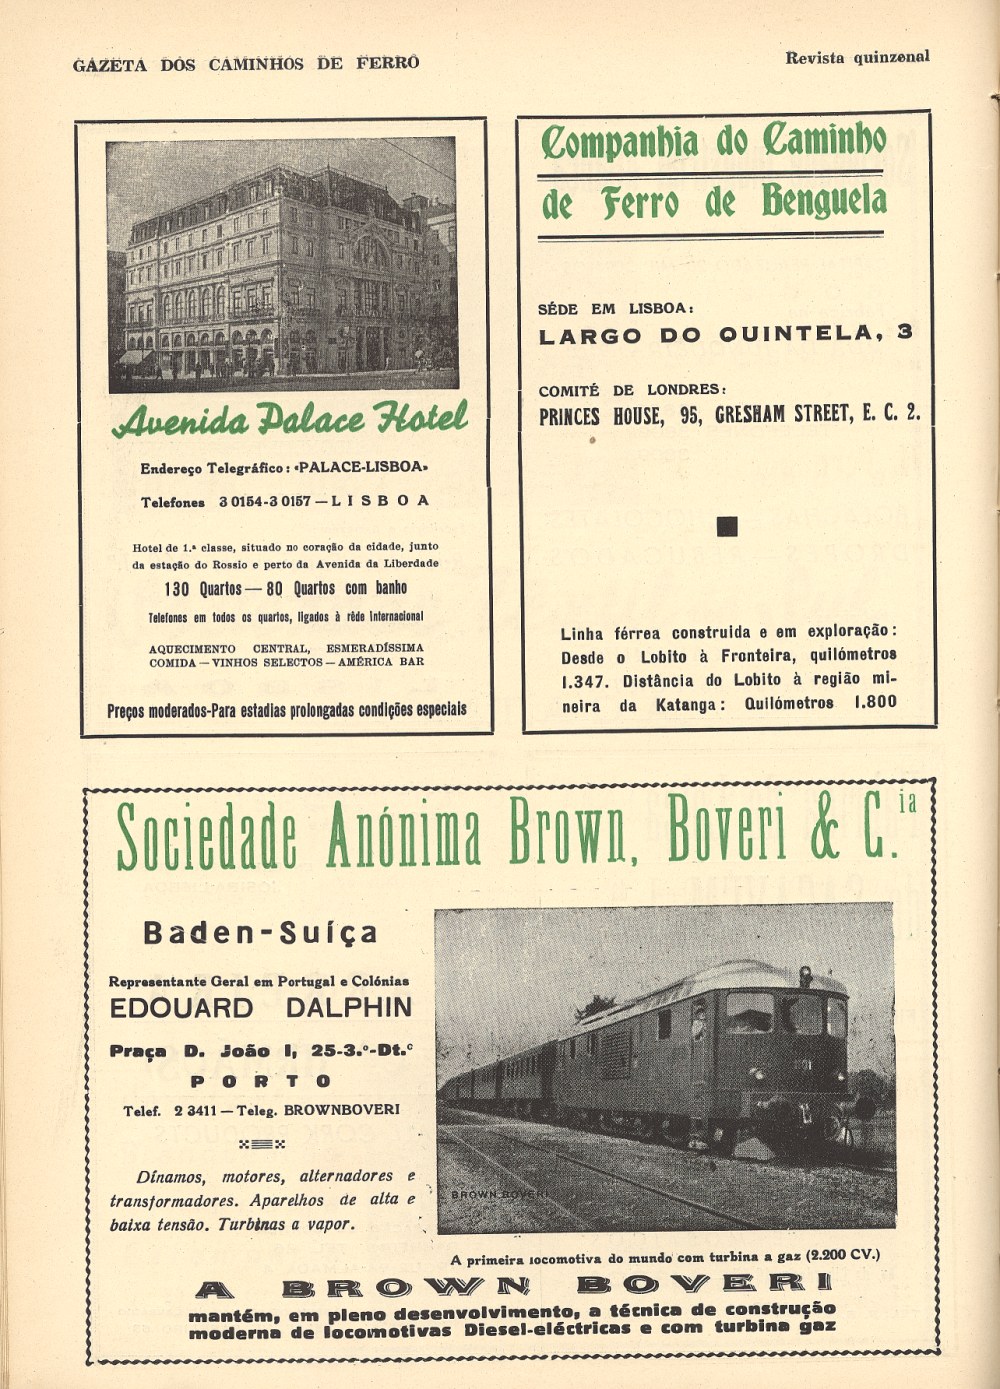 GAZETA DOS CAMINHOS DE FERRO
Revista quinzenal
Avenida Palace Hotel
Endereço Telegráfico: «PALACE-LISBOA»
Telefones 3 0154-3 0157 — LISBOA
Hotel de 1.ª classe, situado no coração da cidade, junto
da estação do Rossio e perto da Avenida da Liberdade
130 Quartos — 80 Quartos com banho
Telefones em todos os quartos, ligados à rêde internacional
AQUECIMENTO CENTRAL, ESMERADÍSSIMA
COMIDA — VINHOS SELECTOS — AMÉRICA BAR
Preços moderados-Para estadias prolongadas condições especiais
Companhia do Caminho
de Ferro de Benguela
SÉDE EM LISBOA:
LARGO DO QUINTELA, 3
COMITÉ DE LONDRES:
PRINCES HOUSE, 95, GRESHAM STREET, E. C. 2.
Linha férrea construida e em exploração:
Desde o Lobito à Fronteira, quilómetros
1.347. Distância do Lobito à região mi-
neira da Katanga: Quilómetros 1.800
Sociedade Anónima Brown, Boveri & C.ia
Baden-Suíça
Representante Geral em Portugal e Colónias
EDOUARD DALPHIN
Praça D. João I, 25-3.º-Dt.º
PORTO
Telef. 2 3411 — Teleg. BROWNBOVERI
Dínamos, motores, alternadores e
transformadores. Aparelhos de alta e
baixa tensão. Turbinas a vapor.
BROWN BOVERI
A primeira locomotiva do mundo com turbina a gaz (2.200 CV.)
A BROWN BOVERI
mantém, em pleno desenvolvimento, a técnica de construção
moderna de locomotivas Diesel-eléctricas e com turbina gaz